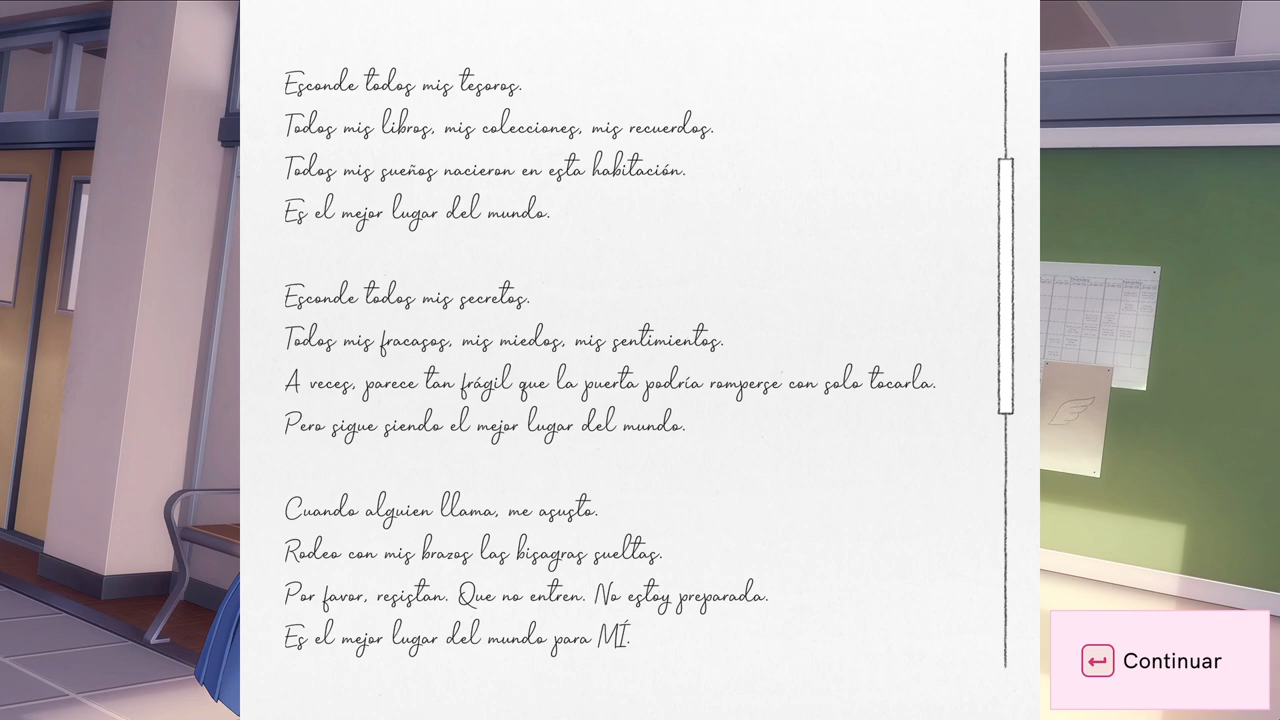 Esconde todos mis tesoros.
Todos mis libros, mis colecciones, mis recuerdos.
Todos mis sueños nacieron en esta habitación.
Es el mejor lugar del mundo.
Esconde todos mis secretos.
Todos mis fracasos, mis miedos, mis sentimientos.
A veces, parece tan frágil que la puerta podría romperse con solo tocarla.
Pero sigue siendo el mejor lugar del mundo.
Cuando alguien llama, me asusto.
Rodeo con mis brazos las bisagras sueltas.
Por favor, resistan. Que no entren. No estoy preparada.
Es el mejor lugar del mundo para MÍ.
Continuar